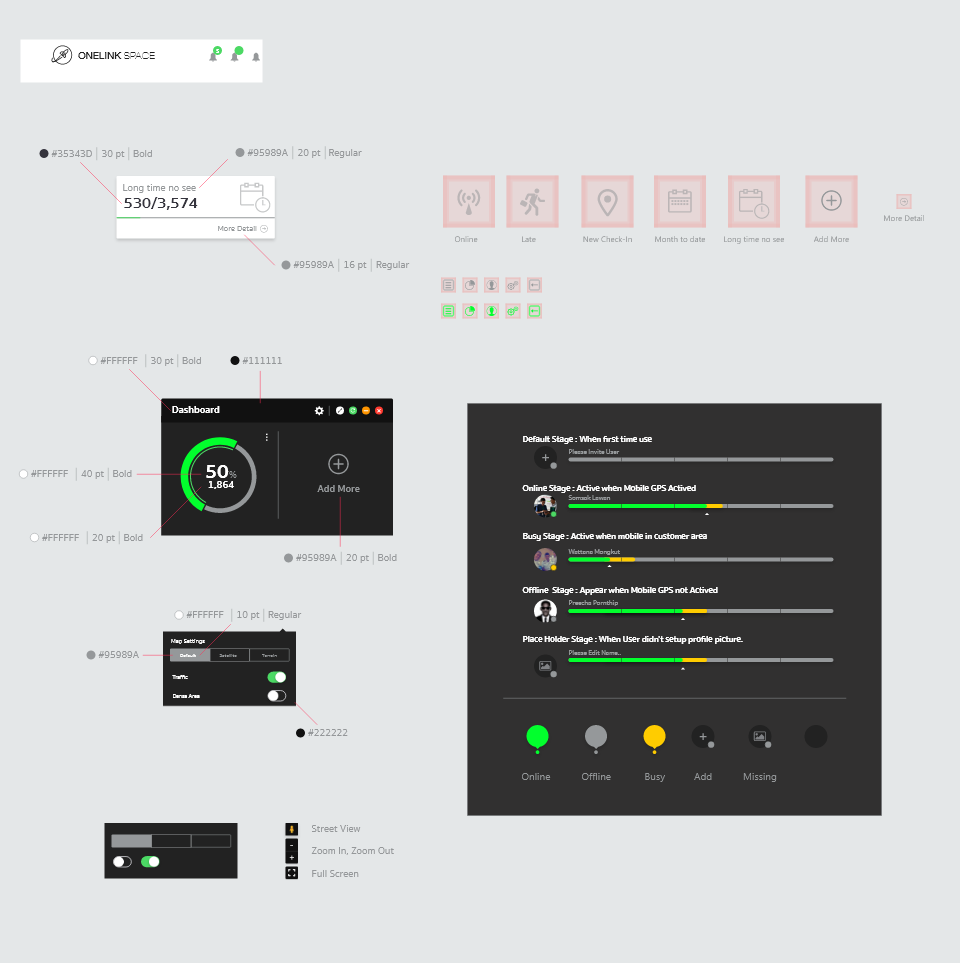 ONELINK SPACE
5
#35343D | 30 pt | Bold
#95989A | 20 pt | Regular
Long time no see
530/3,574
More Detail
#95989A | 16 pt | Regular
Online
Late
New Check-In
Month to date
Long time no see
Add More
More Detail
#FFFFFF | 30 pt | Bold
#111111
Dashboard
50%
1,864
Add More
#FFFFFF | 40 pt | Bold
#FFFFFF | 20 pt | Bold
#95989A | 20 pt | Bold
#FFFFFF | 10 pt | Regular
#95989A
Map Settings
Default
Satellite
Terrain
Traffic
Dense Area
#222222
Street View
Zoom In, Zoom Out
Full Screen
Default Stage : When first time use
Please Invite User
Online Stage : Active when Mobile GPS Actived
Somsak Lawan
Busy Stage : Active when mobile in customer area
Wattana Mongkut
Offline Stage : Appear when Mobile GPS not Actived
Preecha Pornthip
Place Holder Stage : When User didn't setup profile picture.
Please Edit Name..
Online
Offline
Busy
Add
Missing